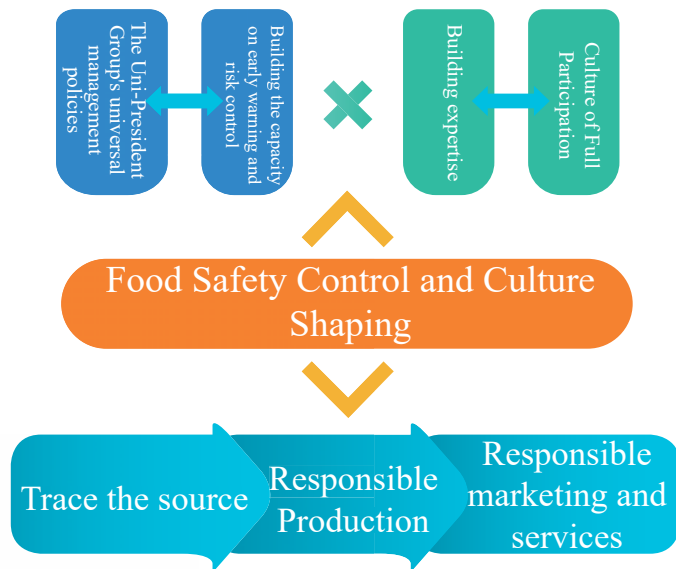 The Uni-President
Group's universal
management
policies
Building the capacity
on early warning and
risk control
Building expertise
Culture of Full
Participation
Food Safety Control and Culture
Shaping
Trace the source
Responsible
Production
Responsible
marketing and
services